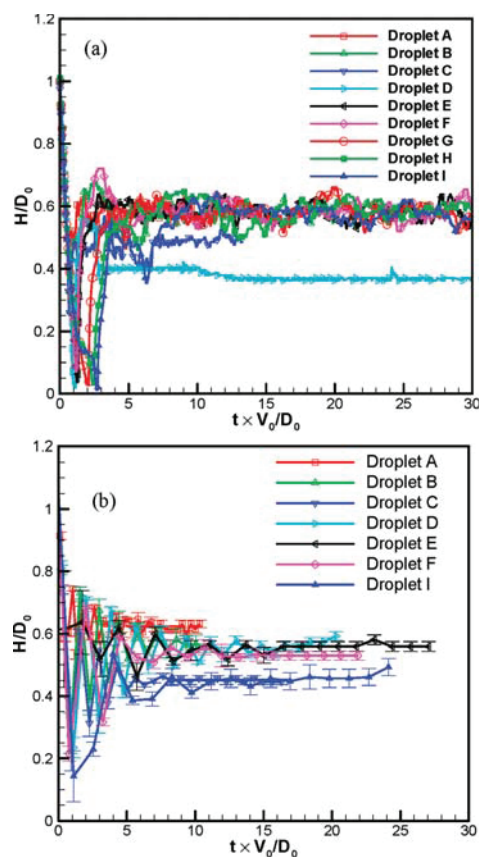 (a)
Droplet A
Droplet B
Droplet C
Droplet D
Droplet E
Droplet F
Droplet G
Droplet H
Droplet I
1.2
1
0.8
0.6
0.4
0.2
0
H/D₀
0 5 10 15 20 25 30
t × V₀/D₀
(b)
Droplet A
Droplet B
Droplet C
Droplet D
Droplet E
Droplet F
Droplet I
1.2
1
0.8
0.6
0.4
0.2
0
H/D₀
0 5 10 15 20 25 30
t × V₀/D₀